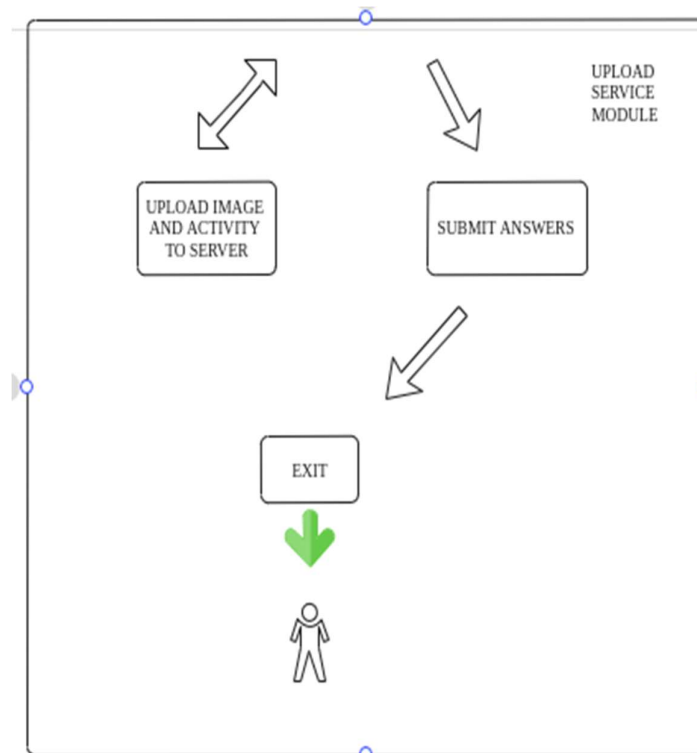 UPLOAD
SERVICE
MODULE
UPLOAD IMAGE
AND ACTIVITY
TO SERVER
SUBMIT ANSWERS
EXIT